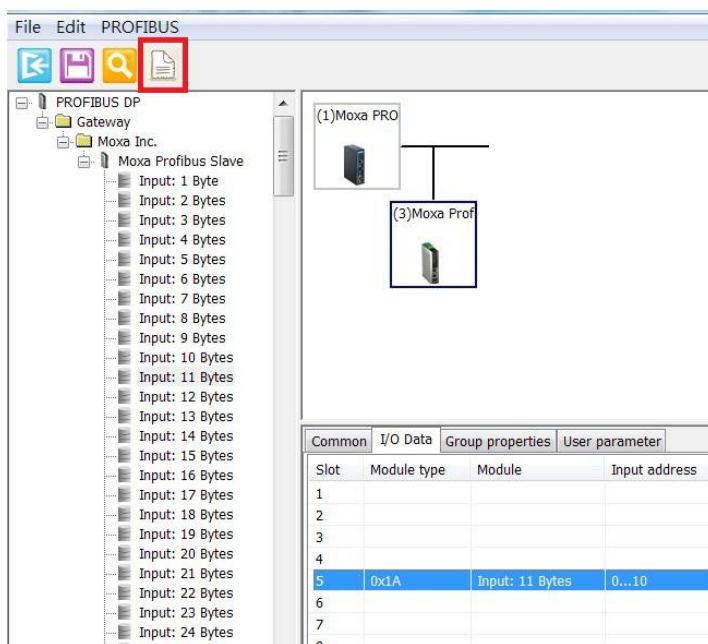 File Edit PROFIBUS
PROFIBUS DP
Gateway
Moxa Inc.
Moxa Profibus Slave
Input: 1 Byte
Input: 2 Bytes
Input: 3 Bytes
Input: 4 Bytes
Input: 5 Bytes
Input: 6 Bytes
Input: 7 Bytes
Input: 8 Bytes
Input: 9 Bytes
Input: 10 Bytes
Input: 11 Bytes
Input: 12 Bytes
Input: 13 Bytes
Input: 14 Bytes
Input: 15 Bytes
Input: 16 Bytes
Input: 17 Bytes
Input: 18 Bytes
Input: 19 Bytes
Input: 20 Bytes
Input: 21 Bytes
Input: 22 Bytes
Input: 23 Bytes
Input: 24 Bytes
(1)Moxa PRO
(3)Moxa Prof
Common I/O Data Group properties User parameter
Slot Module type Module Input address
1
2
3
4
5 0x1A Input: 11 Bytes 0...10
6
7